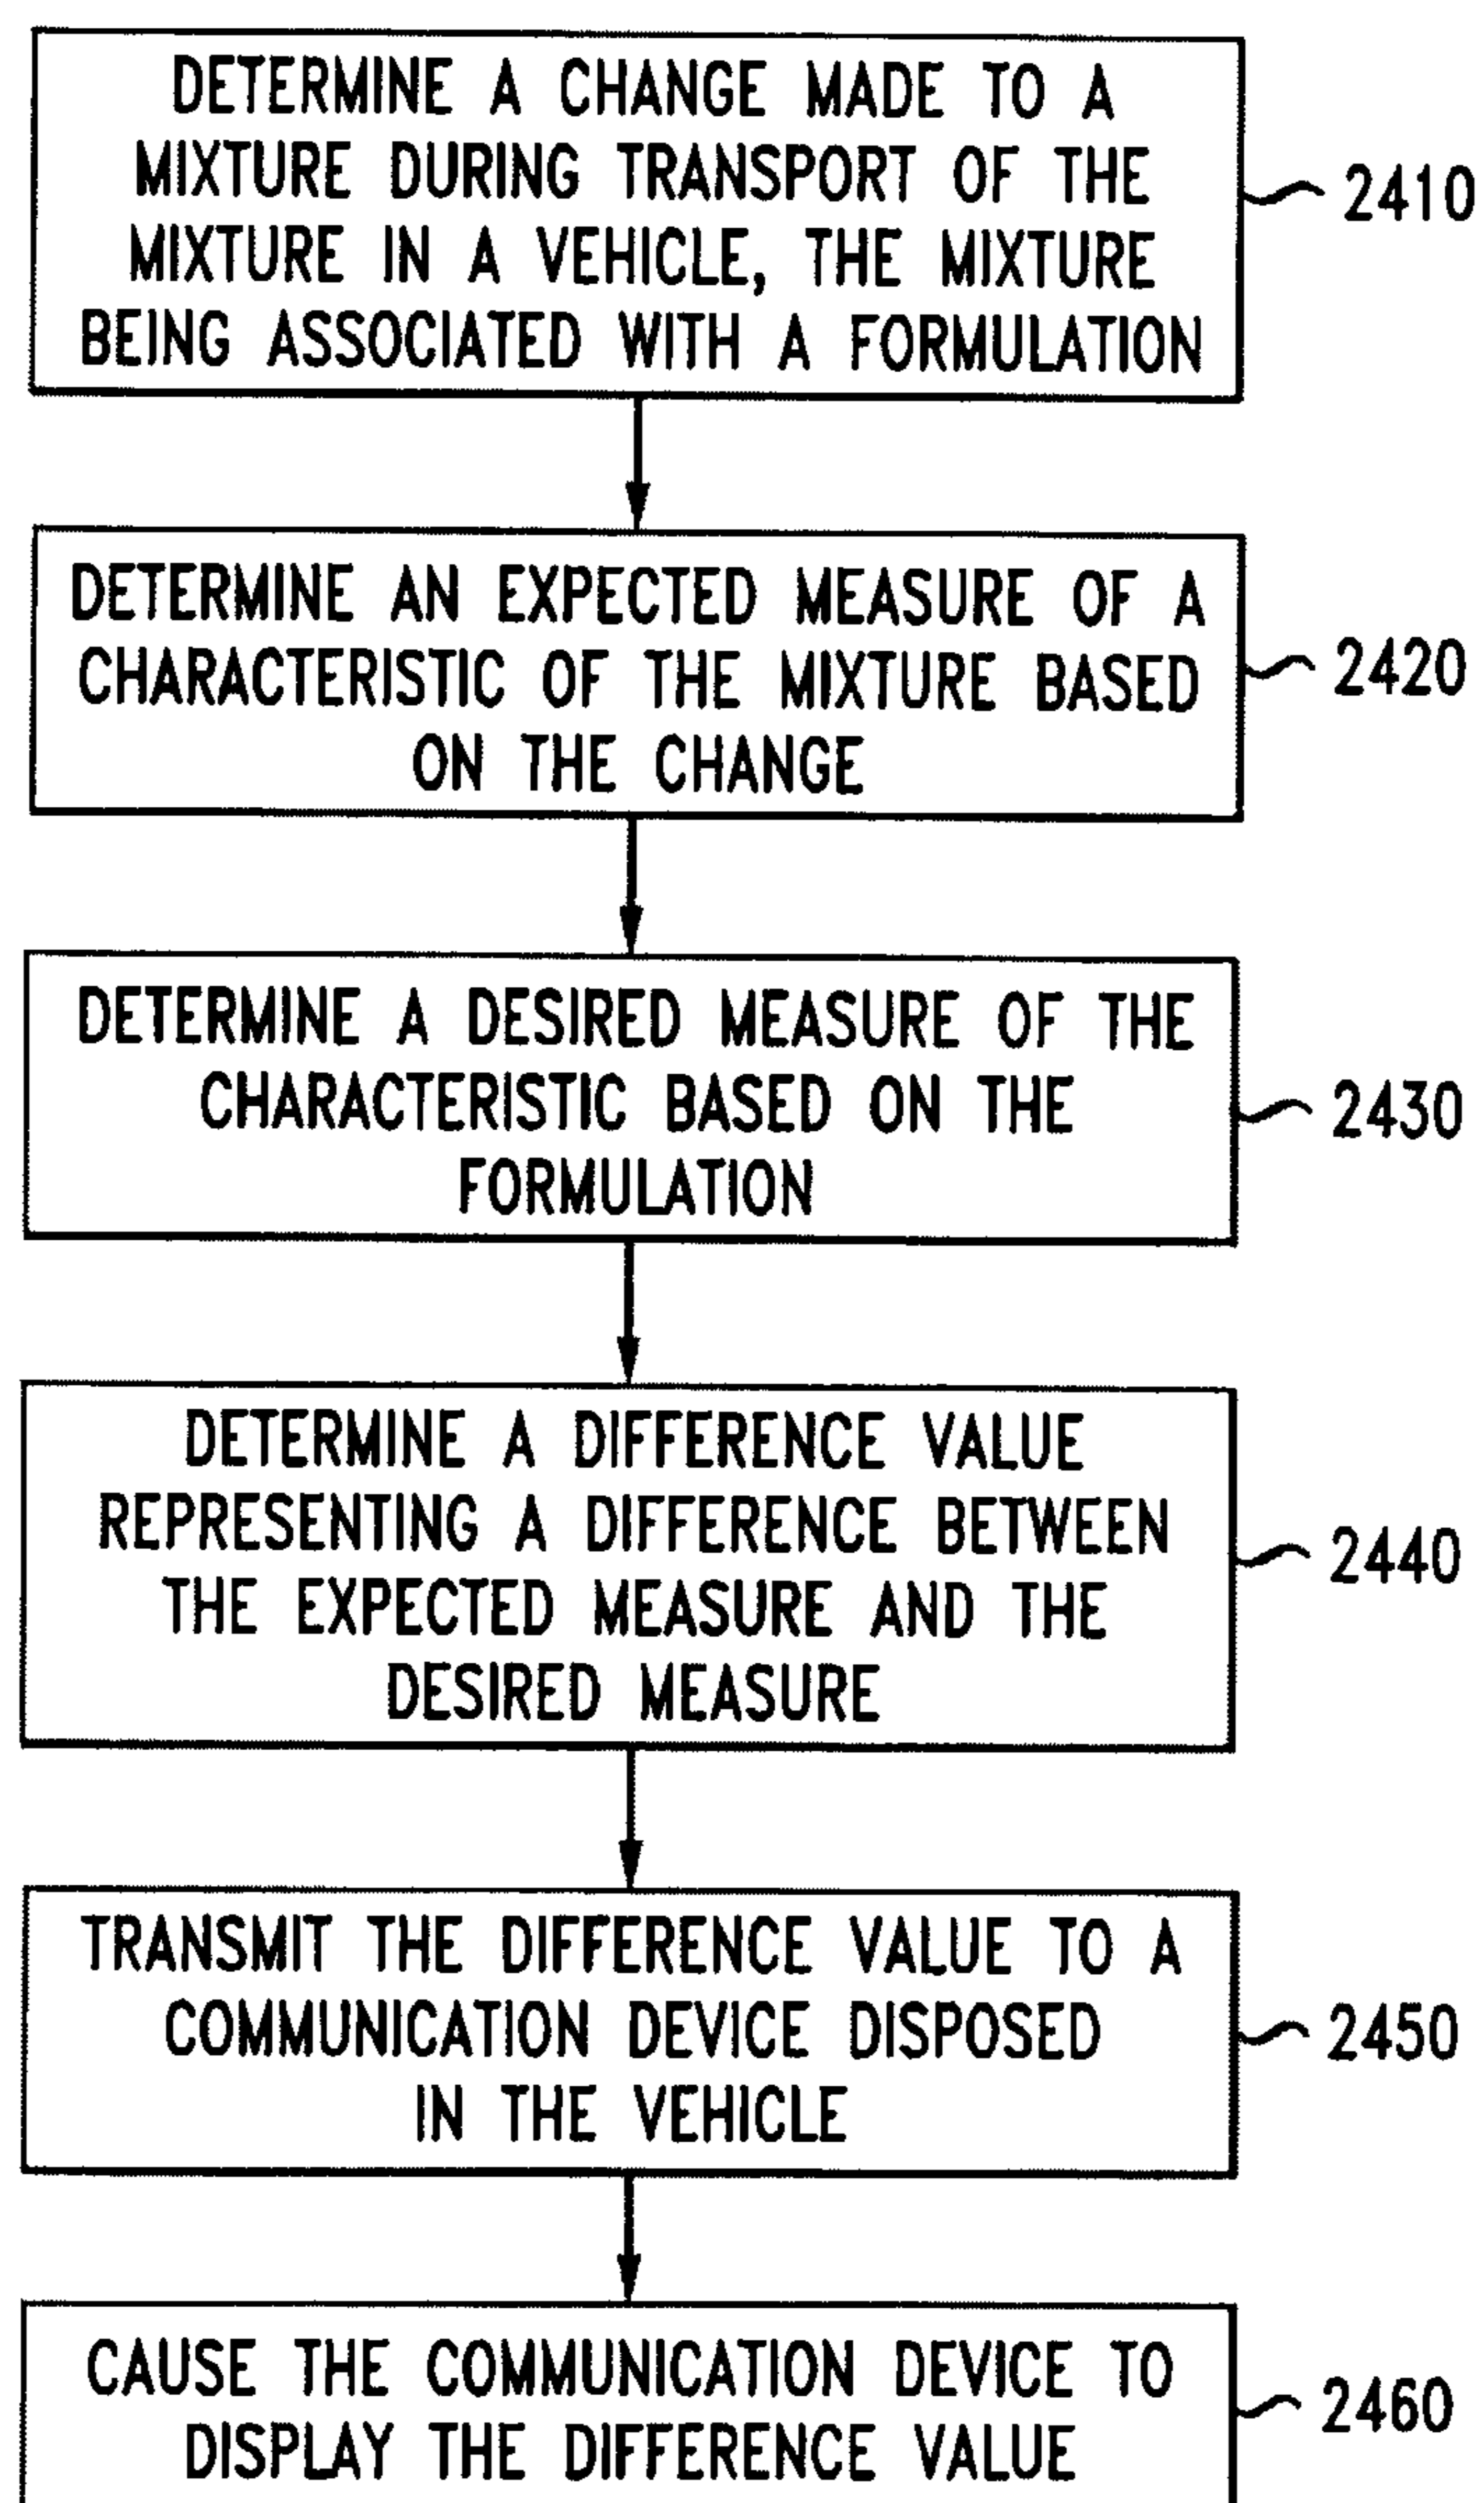 DETERMINE A CHANGE MADE TO A
MIXTURE DURING TRANSPORT OF THE
MIXTURE IN A VEHICLE, THE MIXTURE
BEING ASSOCIATED WITH A FORMULATION
2410
DETERMINE AN EXPECTED MEASURE OF A
CHARACTERISTIC OF THE MIXTURE BASED
ON THE CHANGE
2420
DETERMINE A DESIRED MEASURE OF THE
CHARACTERISTIC BASED ON THE
FORMULATION
2430
DETERMINE A DIFFERENCE VALUE
REPRESENTING A DIFFERENCE BETWEEN
THE EXPECTED MEASURE AND THE
DESIRED MEASURE
2440
TRANSMIT THE DIFFERENCE VALUE TO A
COMMUNICATION DEVICE DISPOSED
IN THE VEHICLE
2450
CAUSE THE COMMUNICATION DEVICE TO
DISPLAY THE DIFFERENCE VALUE
2460